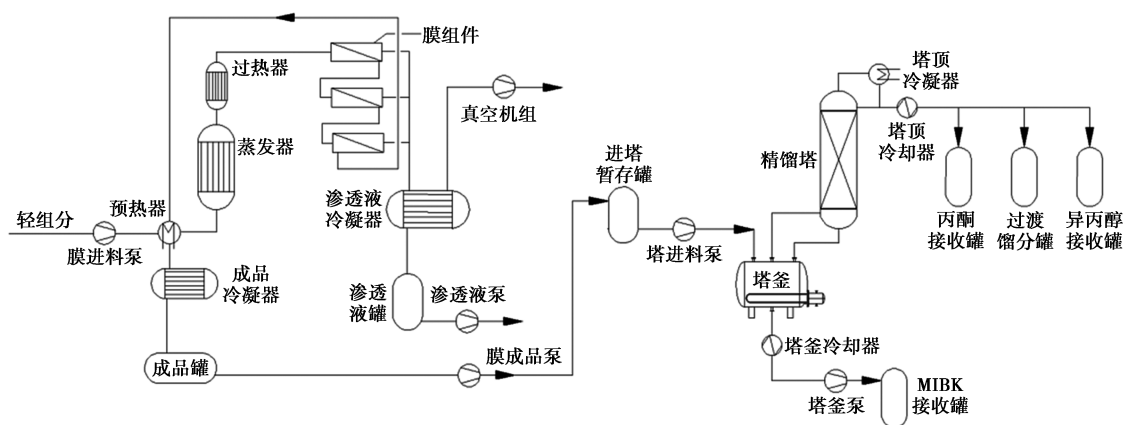 膜组件
过热器
蒸发器
真空机组
轻组分
预热器
膜进料泵
成品
冷凝器
成品罐
渗透液
冷凝器
渗透
液罐
渗透液泵
膜成品泵
进塔
暂存罐
塔进料泵
精馏塔
塔顶
冷凝器
塔顶
冷却器
丙酮
接收罐
过渡
馏分罐
异丙醇
接收罐
塔釜
塔釜冷却器
塔釜泵
MIBK
接收罐